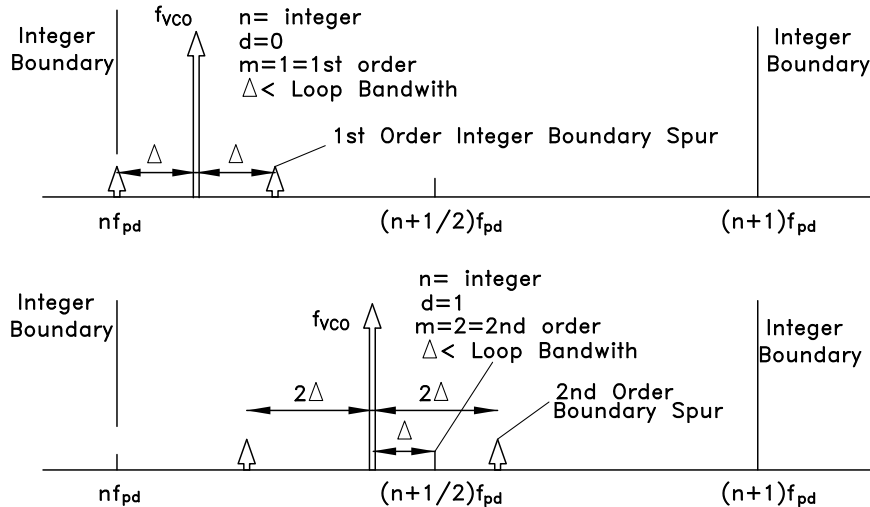 fVCO
n= integer
d=0
m=1=1st order
Δ< Loop Bandwith
Integer
Boundary
Integer
Boundary
Δ
Δ
1st Order Integer Boundary Spur
nfpd
(n+1/2)fpd
(n+1)fpd
n= integer
d=1
m=2=2nd order
Δ< Loop Bandwith
Integer
Boundary
fVCO
Integer
Boundary
2Δ
2Δ
2nd Order
Boundary Spur
Δ
nfpd
(n+1/2)fpd
(n+1)fpd